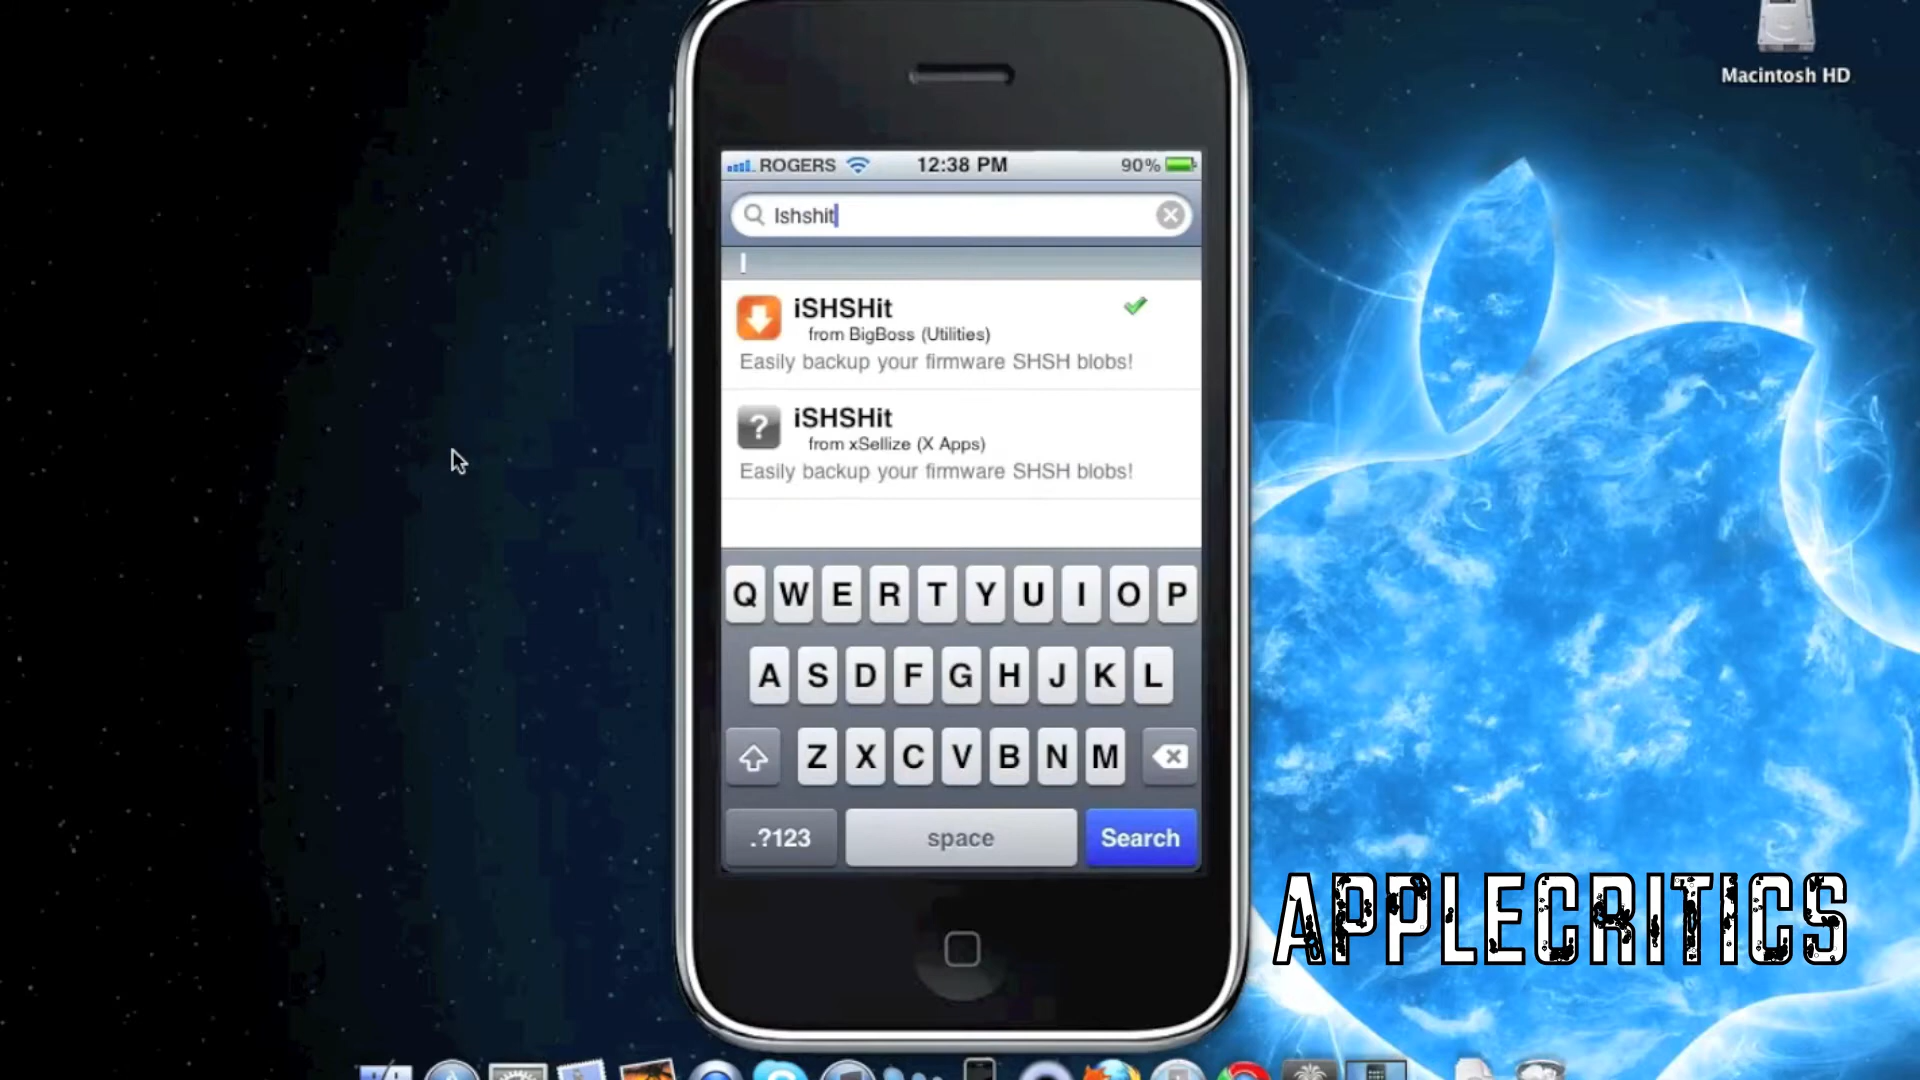 Macintosh HD
ROGERS 12:38 PM 90%
Ishshit
I
iSHSHit
from BigBoss (Utilities)
Easily backup your firmware SHSH blobs!
iSHSHit
from xSellize (X Apps)
Easily backup your firmware SHSH blobs!
Q W E R T Y U I O P
A S D F G H J K L
Z X C V B N M
.?123 space Search
APPLECRITICS